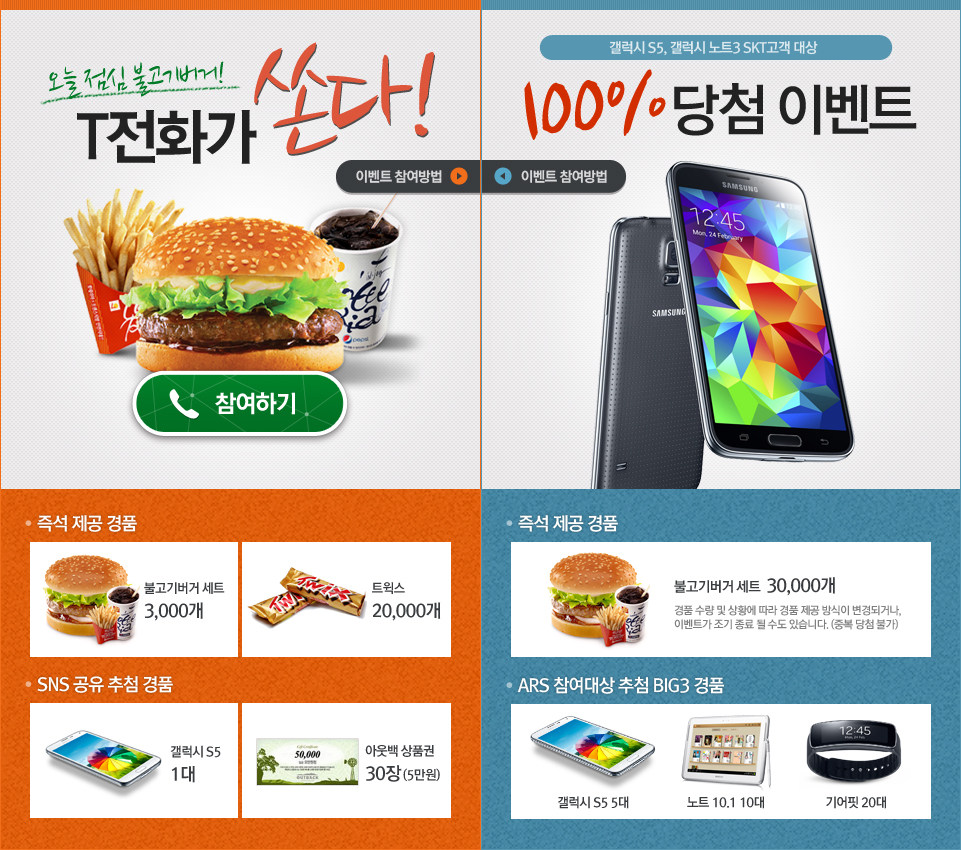 오늘 점심 불고기버거!
T전화가 쏜다!
이벤트 참여방법
참여하기
즉석 제공 경품
불고기버거 세트
3,000개
TWIX
트윅스
20,000개
SNS 공유 추첨 경품
갤럭시 S5
1대
50,000
OUTBACK
아웃백 상품권
30장 (5만원)
갤럭시 S5, 갤럭시 노트3 SKT고객 대상
100% 당첨 이벤트
이벤트 참여방법
SAMSUNG
12:45
Mon, 24 February
SAMSUNG
즉석 제공 경품
불고기버거 세트 30,000개
경품 수량 및 상황에 따라 경품 제공 방식이 변경되거나,
이벤트가 조기 종료 될 수도 있습니다. (중복 당첨 불가)
ARS 참여대상 추첨 BIG3 경품
12:45
갤럭시 S5 5대
노트 10.1 10대
기어핏 20대